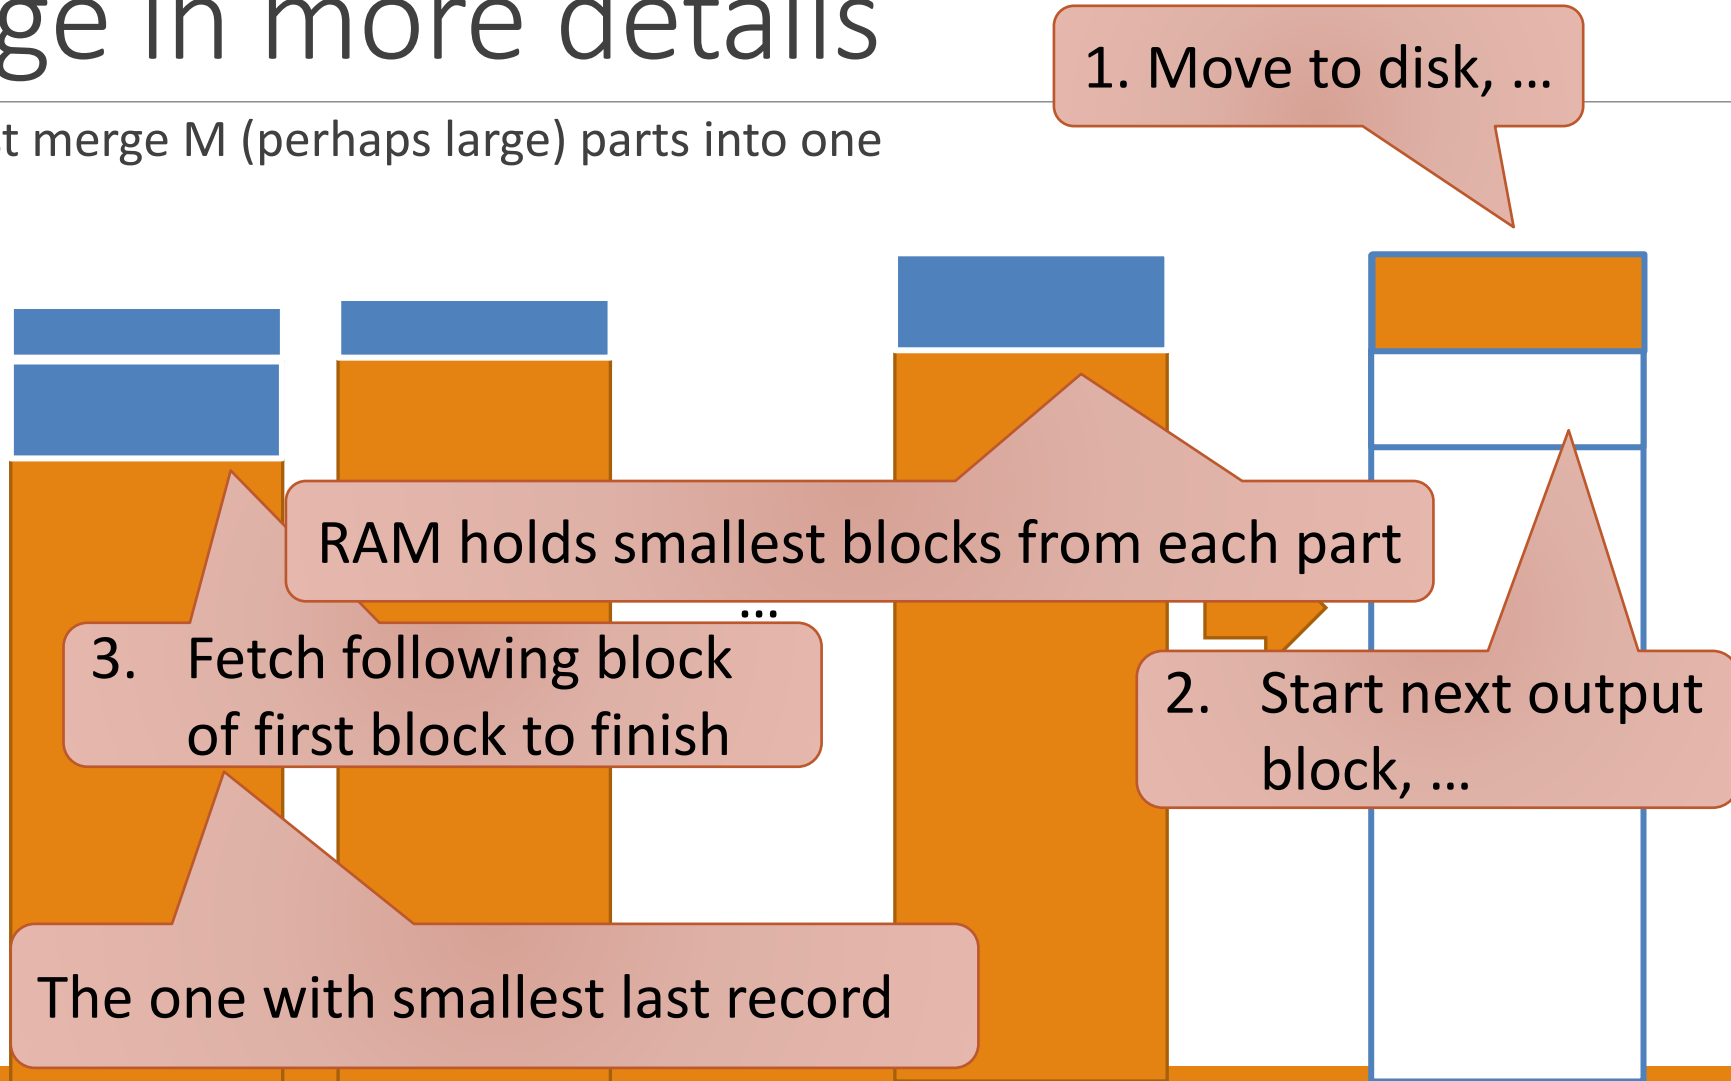 ge in more details
1. Move to disk, ...
t merge M (perhaps large) parts into one
RAM holds smallest blocks from each part
...
3. Fetch following block
of first block to finish
2. Start next output
block, ...
The one with smallest last record